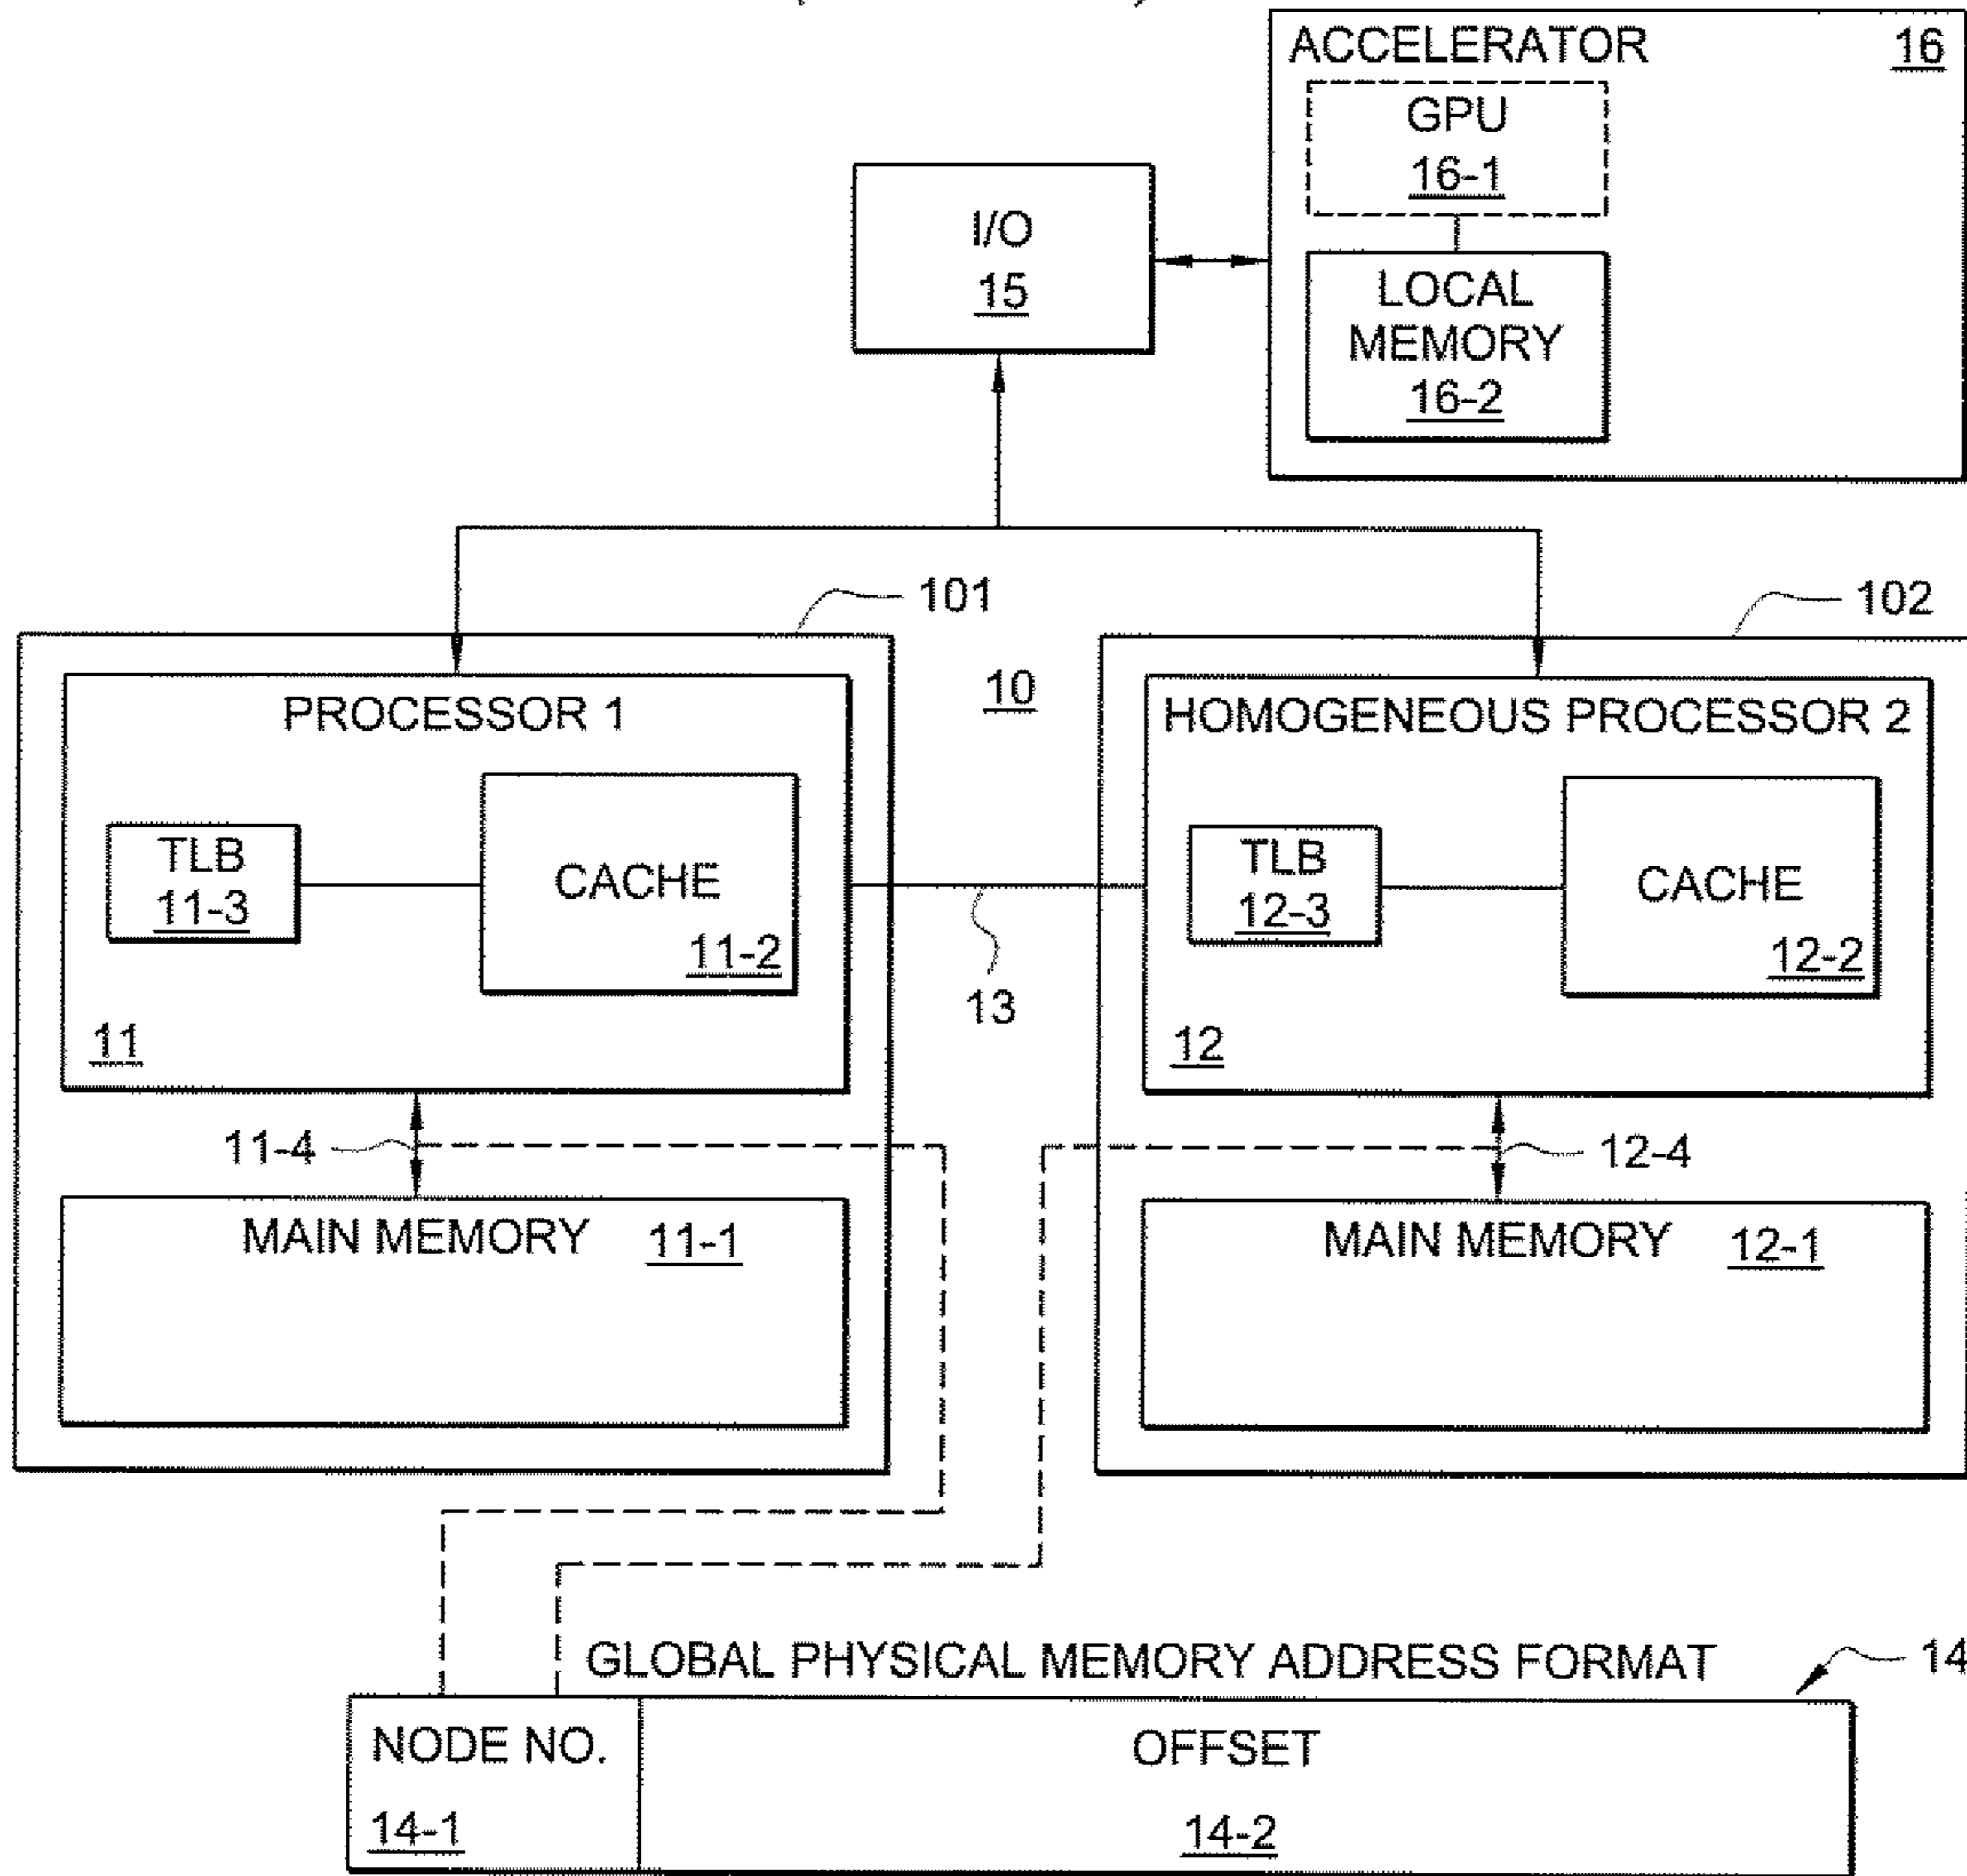 ACCELERATOR 16
GPU
16-1
I/O
15
LOCAL
MEMORY
16-2
101
102
10
PROCESSOR 1
HOMOGENEOUS PROCESSOR 2
TLB
11-3
CACHE
11-2
TLB
12-3
CACHE
12-2
13
11
12
11-4
12-4
MAIN MEMORY 11-1
MAIN MEMORY 12-1
GLOBAL PHYSICAL MEMORY ADDRESS FORMAT
14
NODE NO.
14-1
OFFSET
14-2